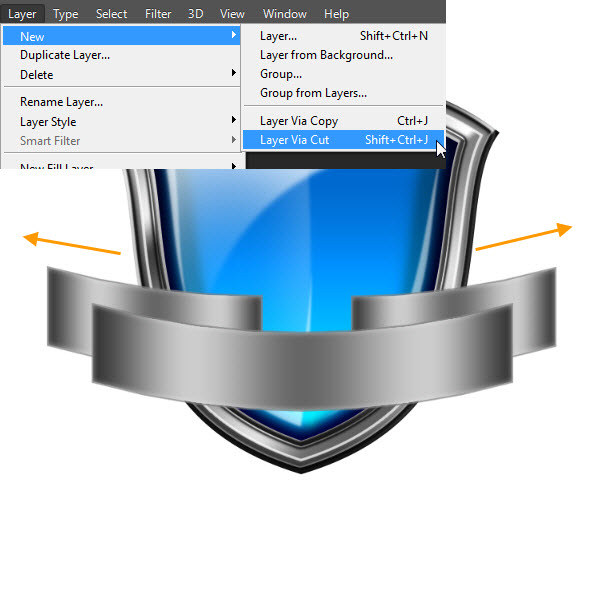 Layer Type Select Filter 3D View Window Help
New
Duplicate Layer...
Delete
Rename Layer...
Layer Style
Smart Filter
New Fill Layer
Layer... Shift+Ctrl+N
Layer from Background...
Group...
Group from Layers...
Layer Via Copy Ctrl+J
Layer Via Cut Shift+Ctrl+J